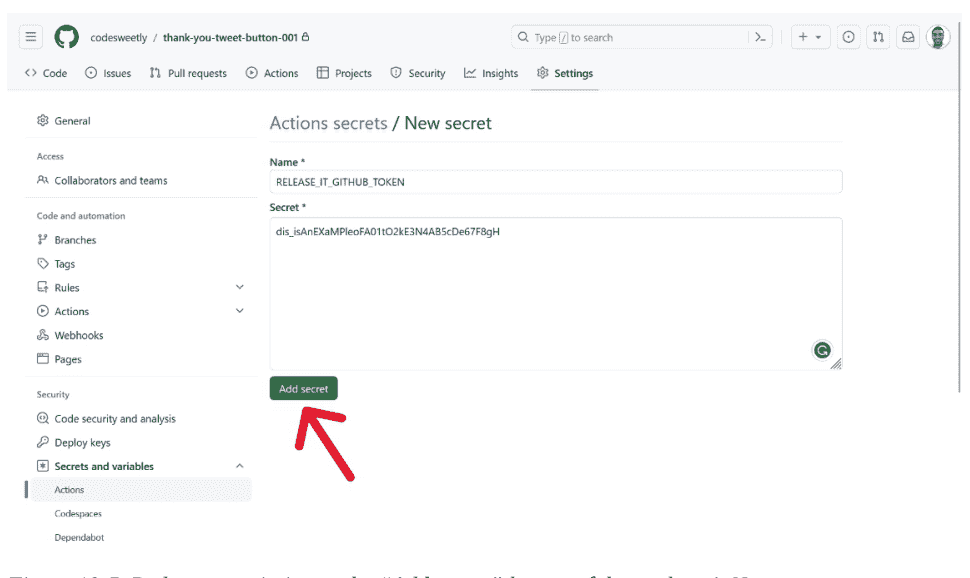 codesweetly / thank-you-tweet-button-001
Type / to search
Code Issues Pull requests Actions Projects Security Insights Settings
General
Access
Collaborators and teams
Code and automation
Branches
Tags
Rules
Actions
Webhooks
Pages
Security
Code security and analysis
Deploy keys
Secrets and variables
Actions
Codespaces
Dependabot
Actions secrets / New secret
Name *
RELEASE_IT_GITHUB_TOKEN
Secret *
dis_isAnEXaMPleoFA01tO2kE3N4AB5cDe67F8gH
Add secret